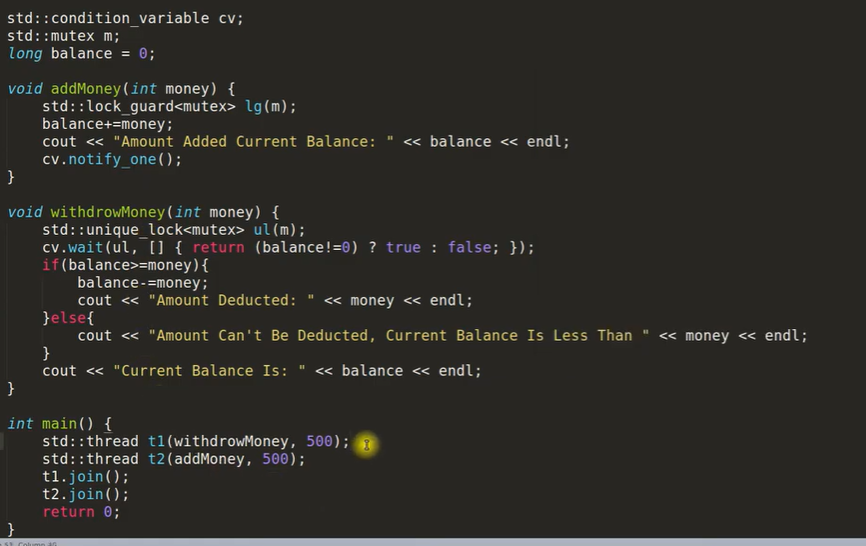 std::condition_variable cv;
std::mutex m;
long balance = 0;
void addMoney(int money) {
std::lock_guard<mutex> lg(m);
balance+=money;
cout << "Amount Added Current Balance: " << balance << endl;
cv.notify_one();
}
void withdrowMoney(int money) {
std::unique_lock<mutex> ul(m);
cv.wait(ul, [] { return (balance!=0) ? true : false; });
if(balance>=money){
balance-=money;
cout << "Amount Deducted: " << money << endl;
}else{
cout << "Amount Can't Be Deducted, Current Balance Is Less Than " << money << endl;
}
cout << "Current Balance Is: " << balance << endl;
}
int main() {
std::thread t1(withdrowMoney, 500);
std::thread t2(addMoney, 500);
t1.join();
t2.join();
return 0;
}